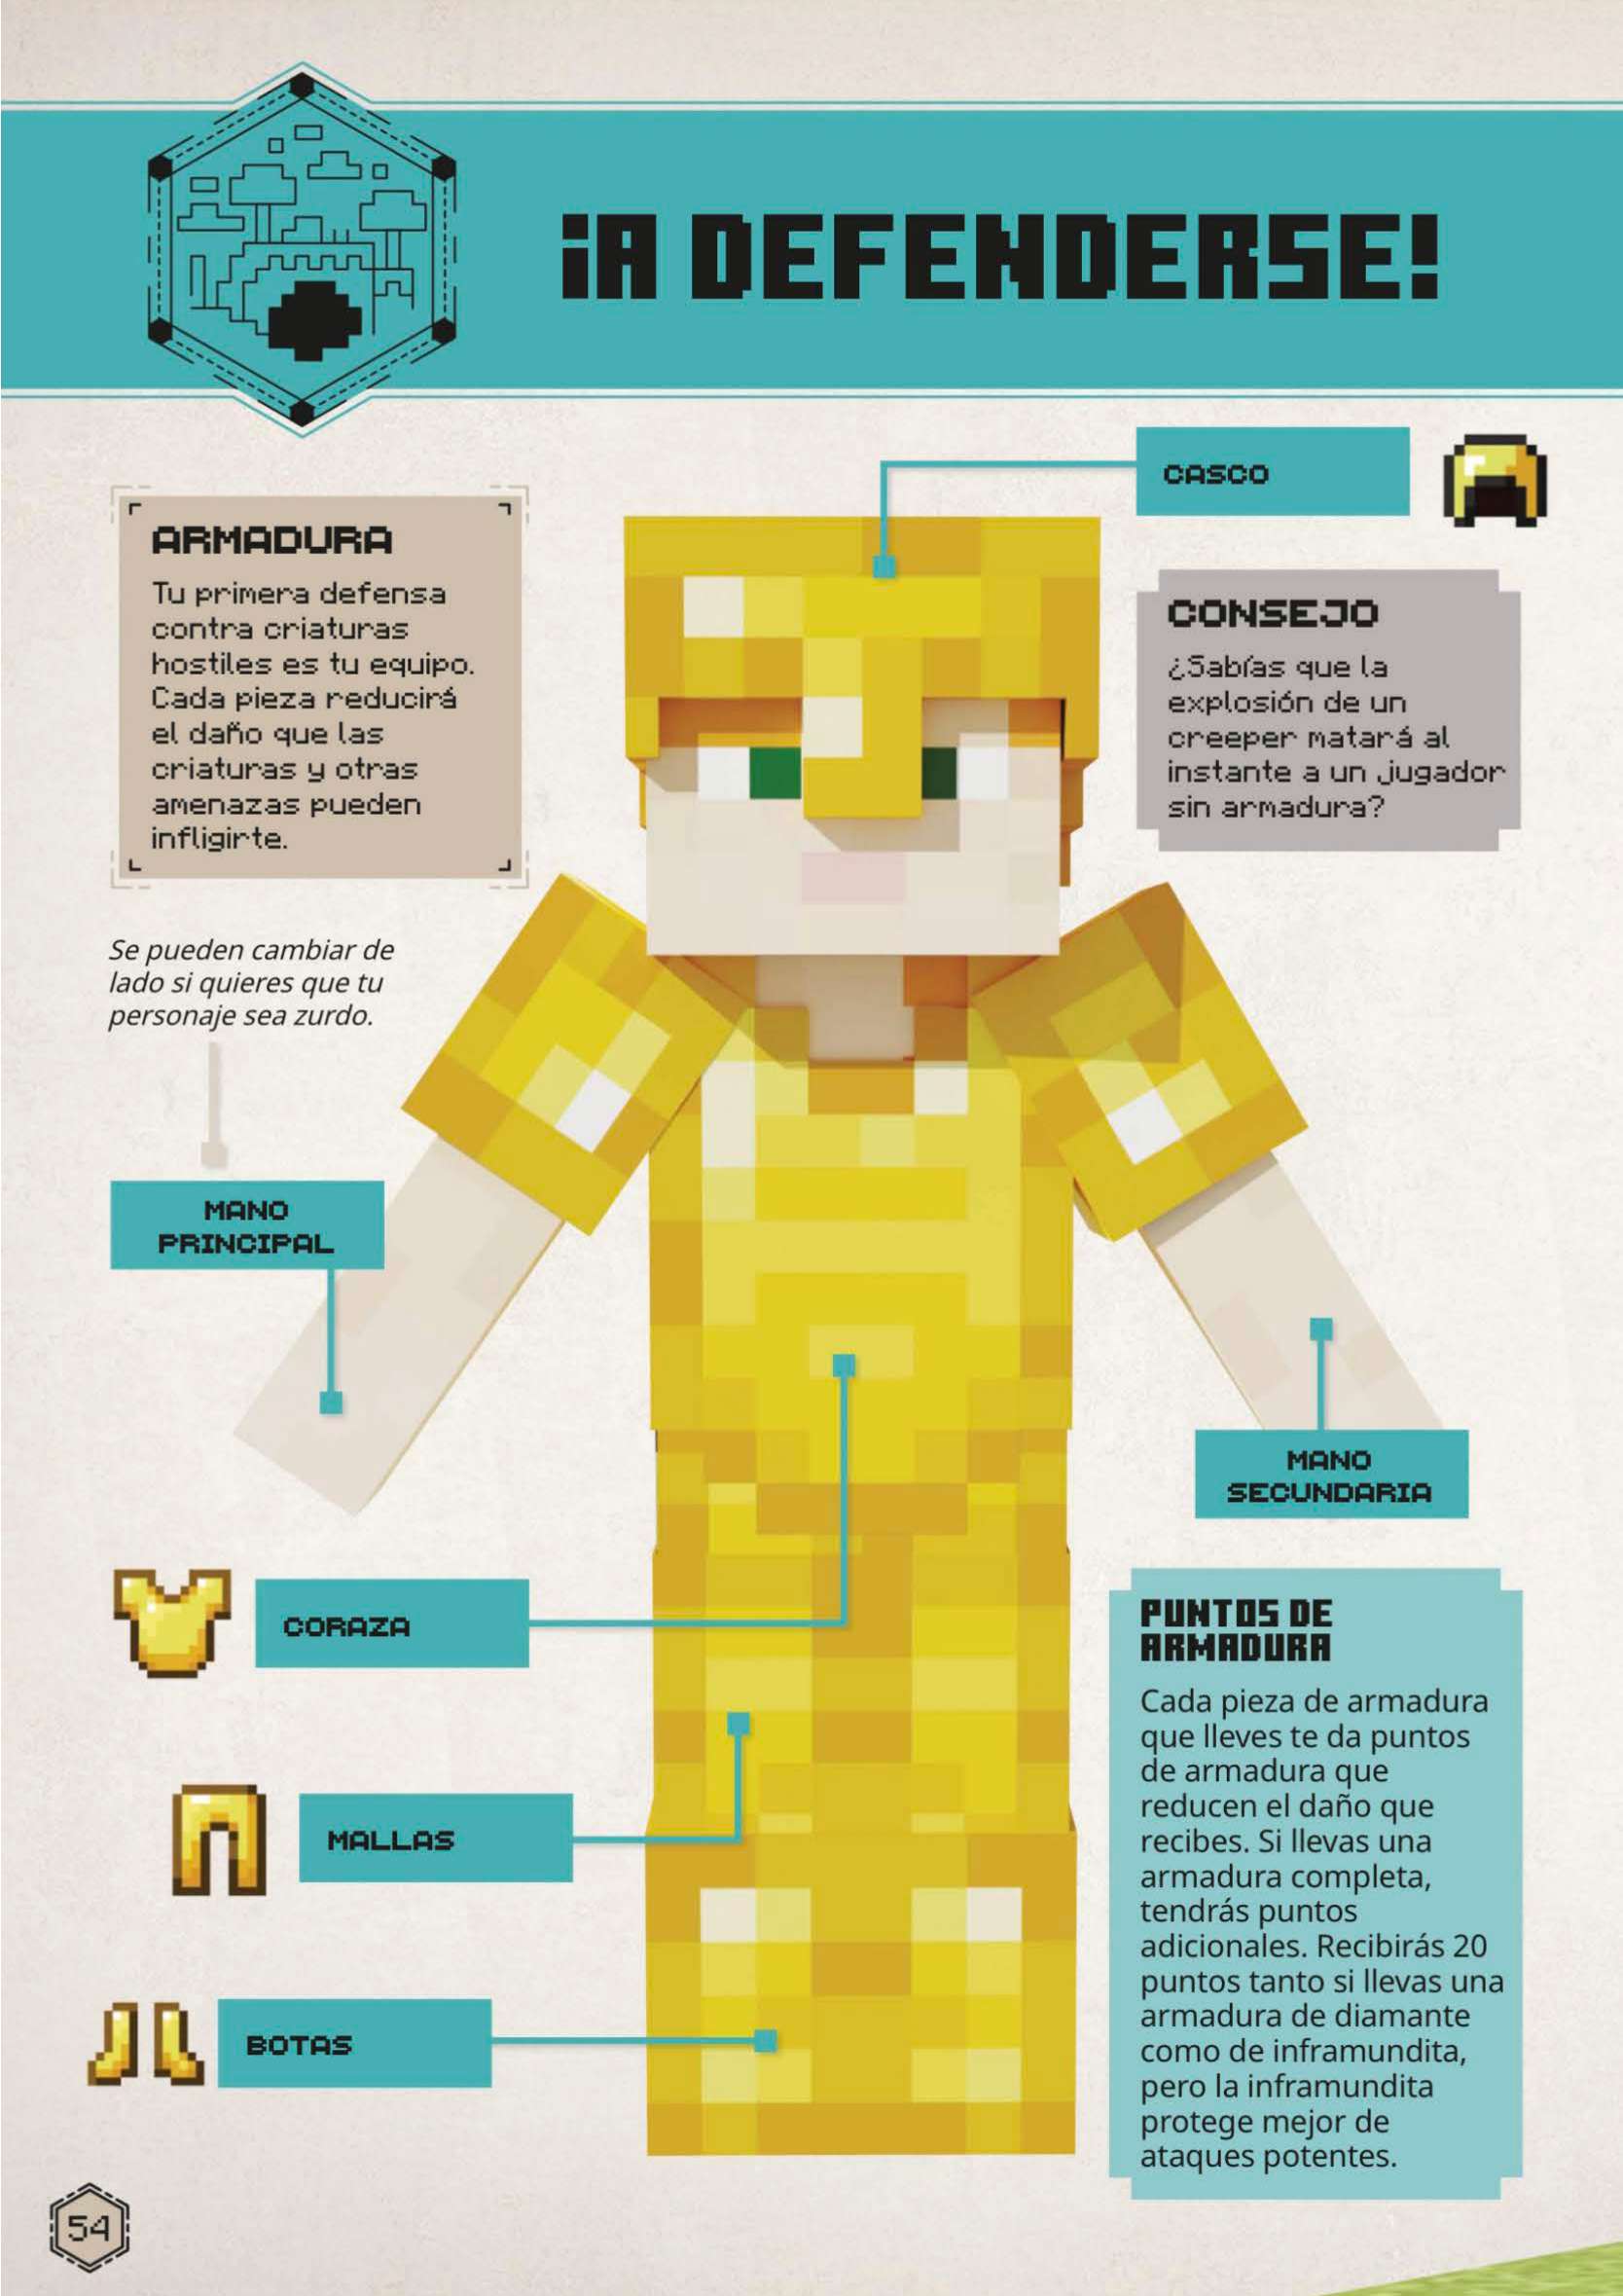 ¡A DEFENDERSE!
CASCO
ARMADURA
Tu primera defensa
contra criaturas
hostiles es tu equipo.
Cada pieza reducirá
el daño que las
criaturas y otras
amenazas pueden
infligirte.
CONSEJO
¿Sabías que la
explosión de un
creeper matará al
instante a un jugador
sin armadura?
Se pueden cambiar de
lado si quieres que tu
personaje sea zurdo.
MANO
PRINCIPAL
MANO
SECUNDARIA
CORAZA
MALLAS
BOTAS
PUNTOS DE
ARMADURA
Cada pieza de armadura
que lleves te da puntos
de armadura que
reducen el daño que
recibes. Si llevas una
armadura completa,
tendrás puntos
adicionales. Recibirás 20
puntos tanto si llevas una
armadura de diamante
como de inframundita,
pero la inframundita
protege mejor de
ataques potentes.
54